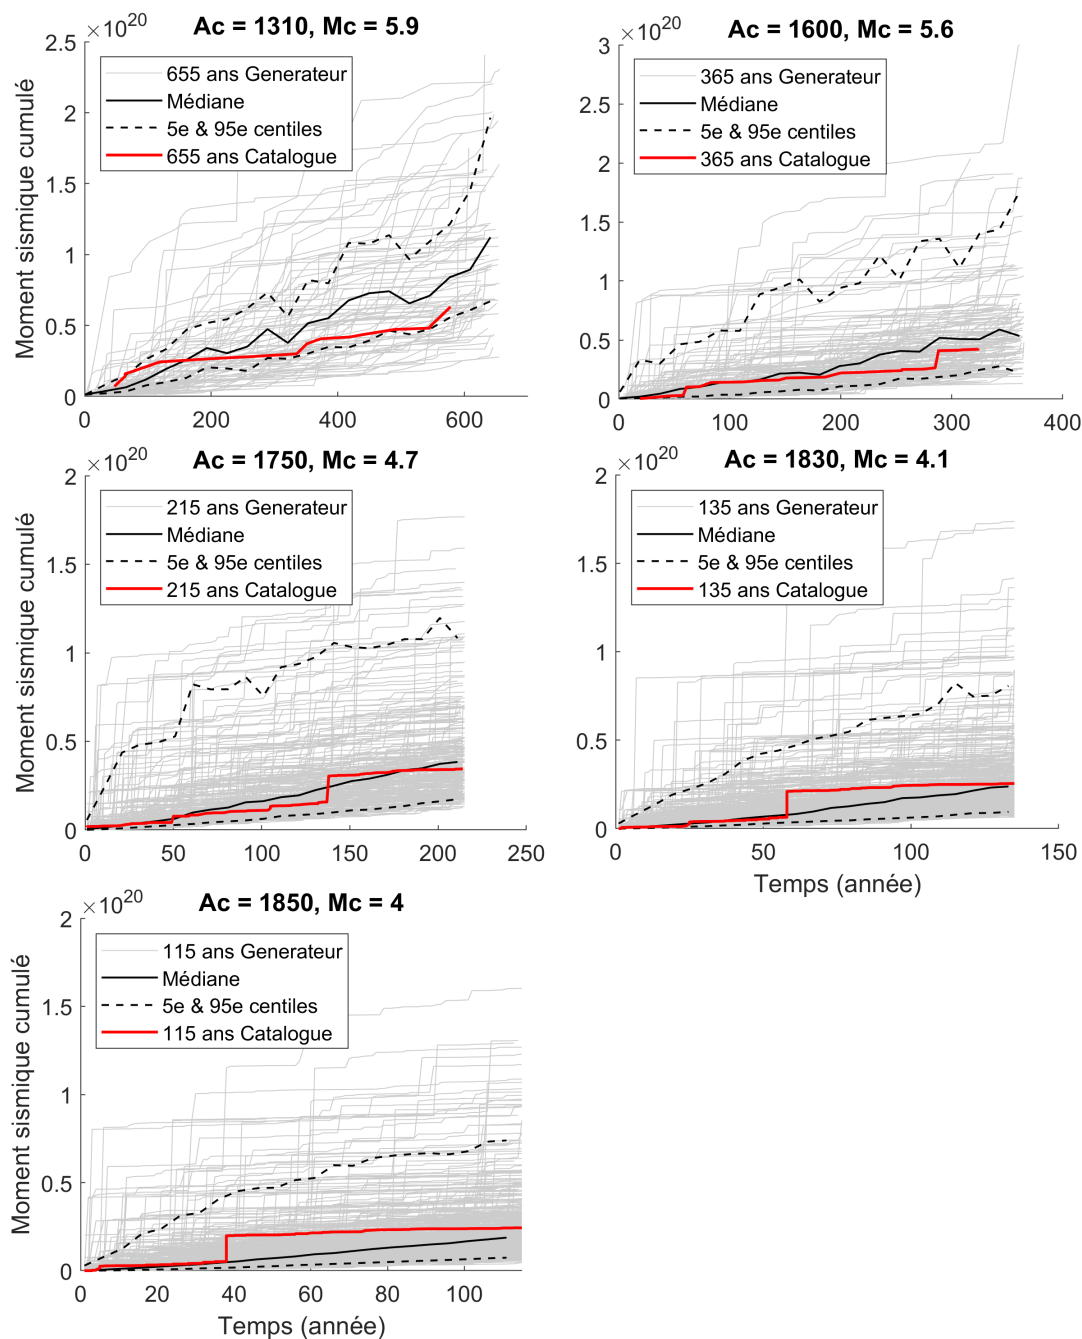 ×10^20
Ac = 1310, Mc = 5.9
2.5
2
1.5
1
0.5
0
Moment sismique cumulé
655 ans Generateur
Médiane
5e & 95e centiles
655 ans Catalogue
0 200 400 600
×10^20
Ac = 1600, Mc = 5.6
3
2.5
2
1.5
1
0.5
0
365 ans Generateur
Médiane
5e & 95e centiles
365 ans Catalogue
0 100 200 300 400
×10^20
Ac = 1750, Mc = 4.7
2
1.5
1
0.5
0
Moment sismique cumulé
215 ans Generateur
Médiane
5e & 95e centiles
215 ans Catalogue
0 50 100 150 200 250
×10^20
Ac = 1830, Mc = 4.1
2
1.5
1
0.5
0
135 ans Generateur
Médiane
5e & 95e centiles
135 ans Catalogue
0 50 100 150
Temps (année)
×10^20
Ac = 1850, Mc = 4
2
1.5
1
0.5
0
Moment sismique cumulé
115 ans Generateur
Médiane
5e & 95e centiles
115 ans Catalogue
0 20 40 60 80 100
Temps (année)